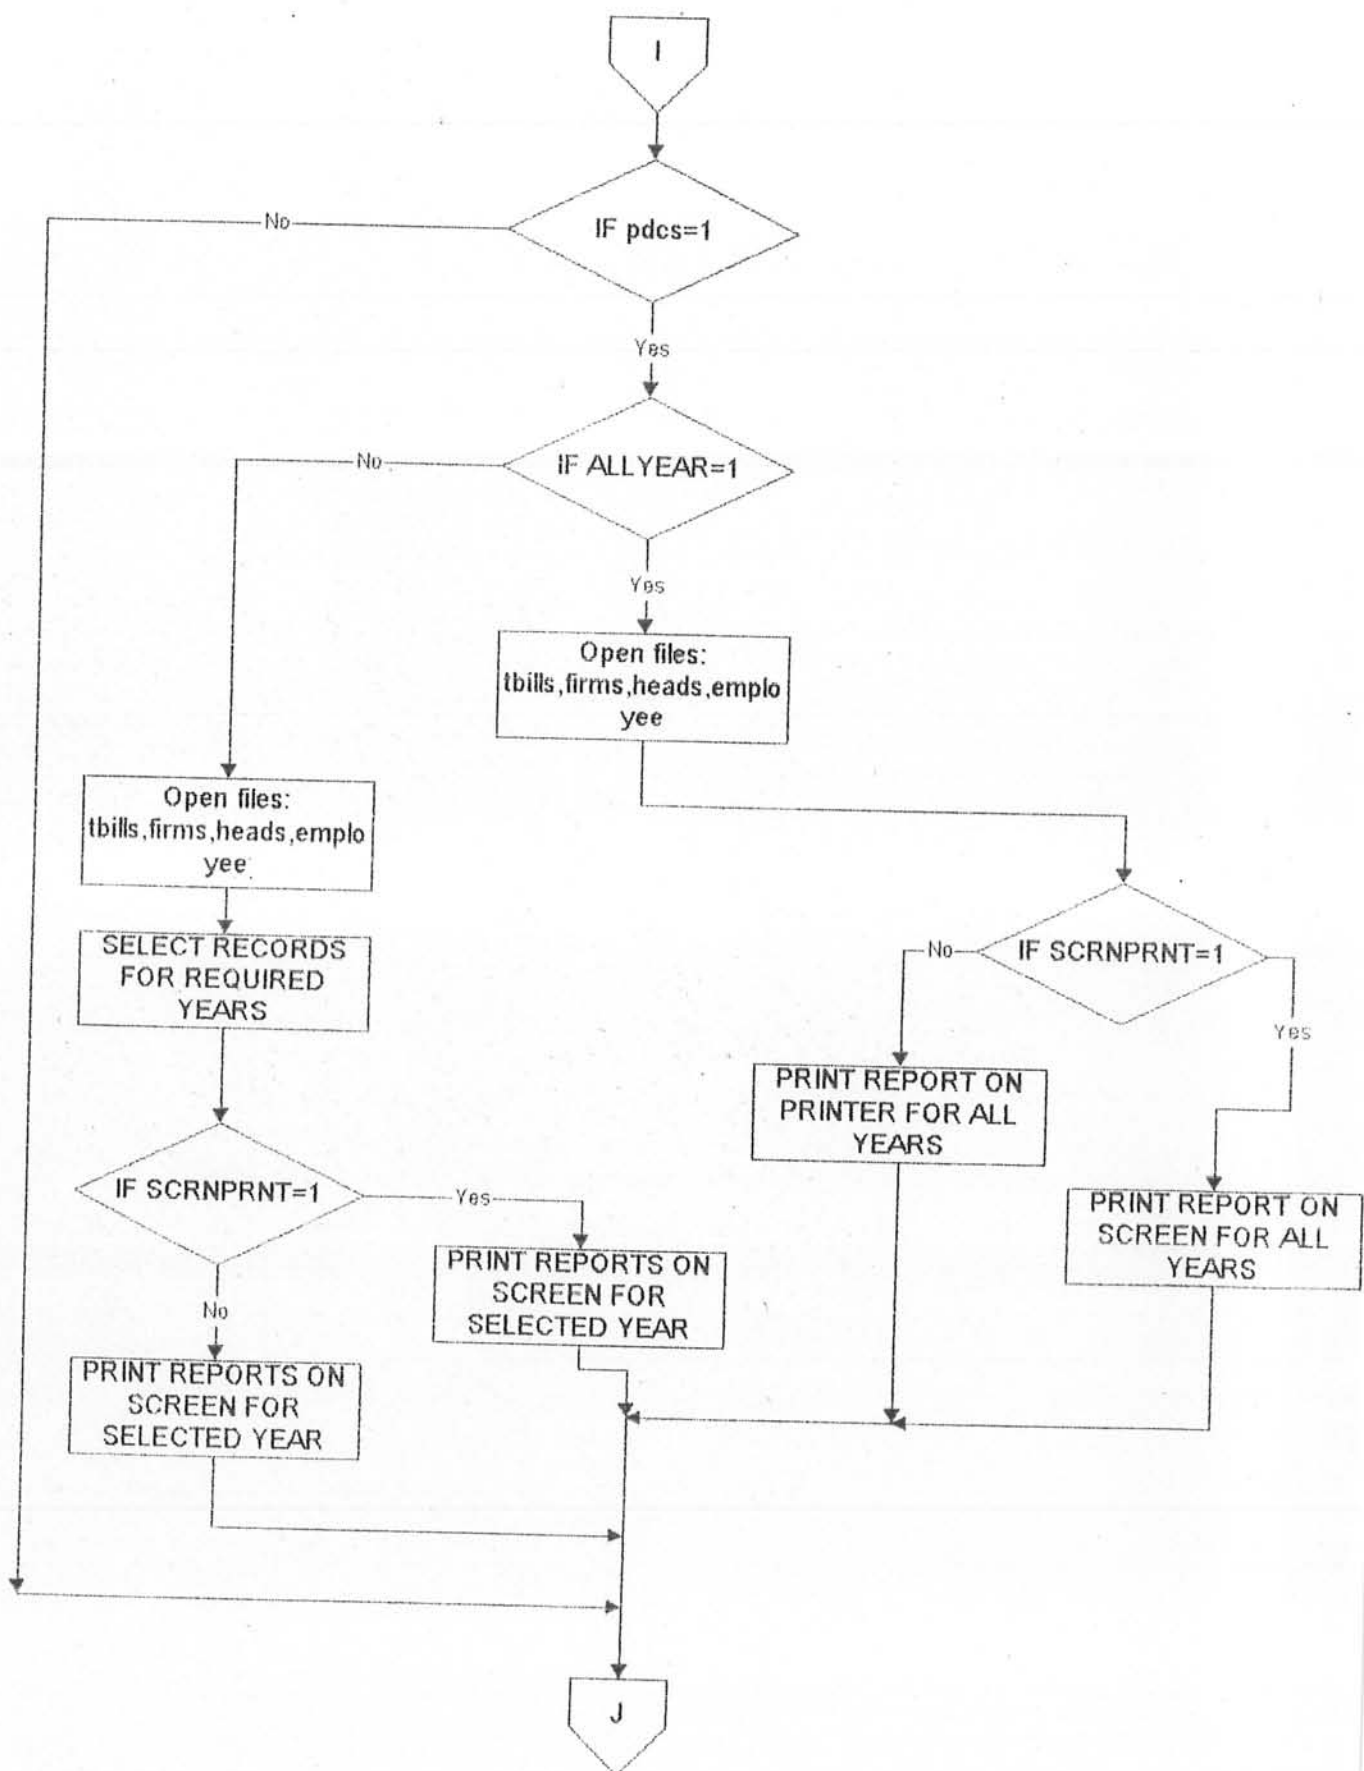 I
IF pdcs=1
No
Yes
IF ALLYEAR=1
No
Yes
Open files:
tbills,firms,heads,emplo
yee
Open files:
tbills,firms,heads,emplo
yee
SELECT RECORDS
FOR REQUIRED
YEARS
IF SCRNPRNT=1
No
Yes
PRINT REPORT ON
PRINTER FOR ALL
YEARS
PRINT REPORT ON
SCREEN FOR ALL
YEARS
IF SCRNPRNT=1
Yes
No
PRINT REPORTS ON
SCREEN FOR
SELECTED YEAR
PRINT REPORTS ON
SCREEN FOR
SELECTED YEAR
J